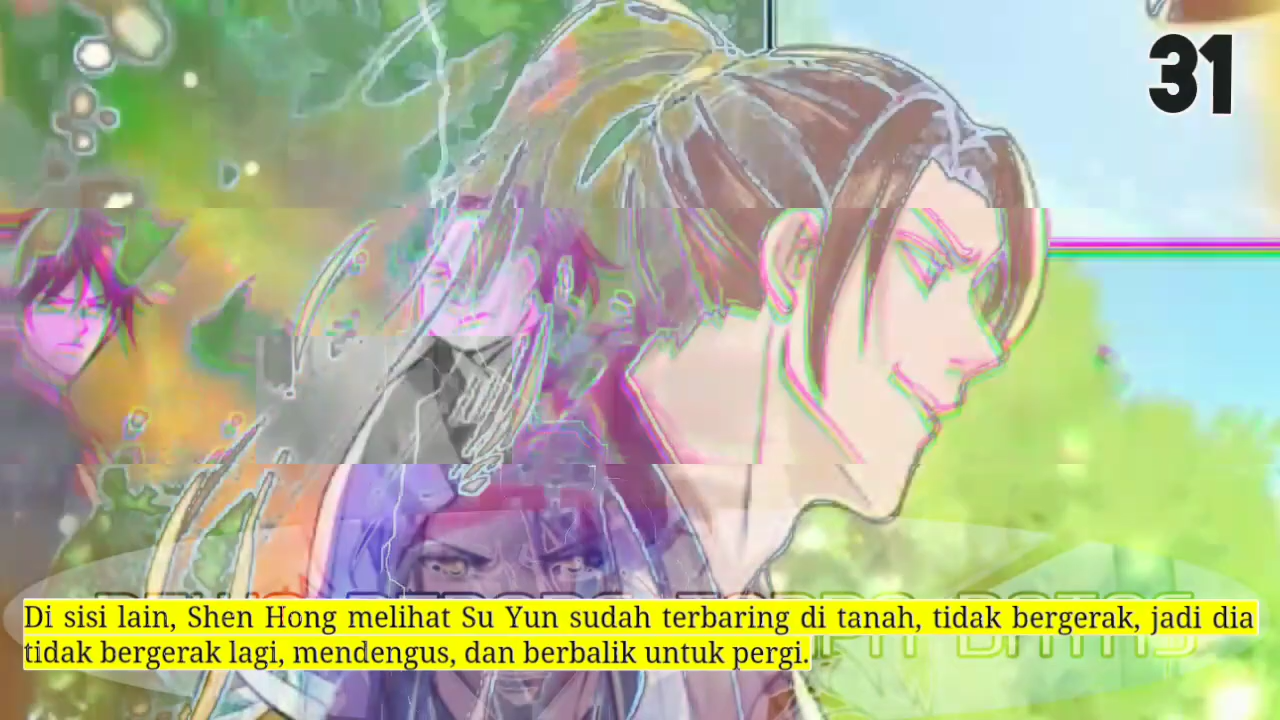 31
Di sisi lain, Shen Hong melihat Su Yun sudah terbaring di tanah, tidak bergerak, jadi dia
tidak bergerak lagi, mendengus, dan berbalik untuk pergi.